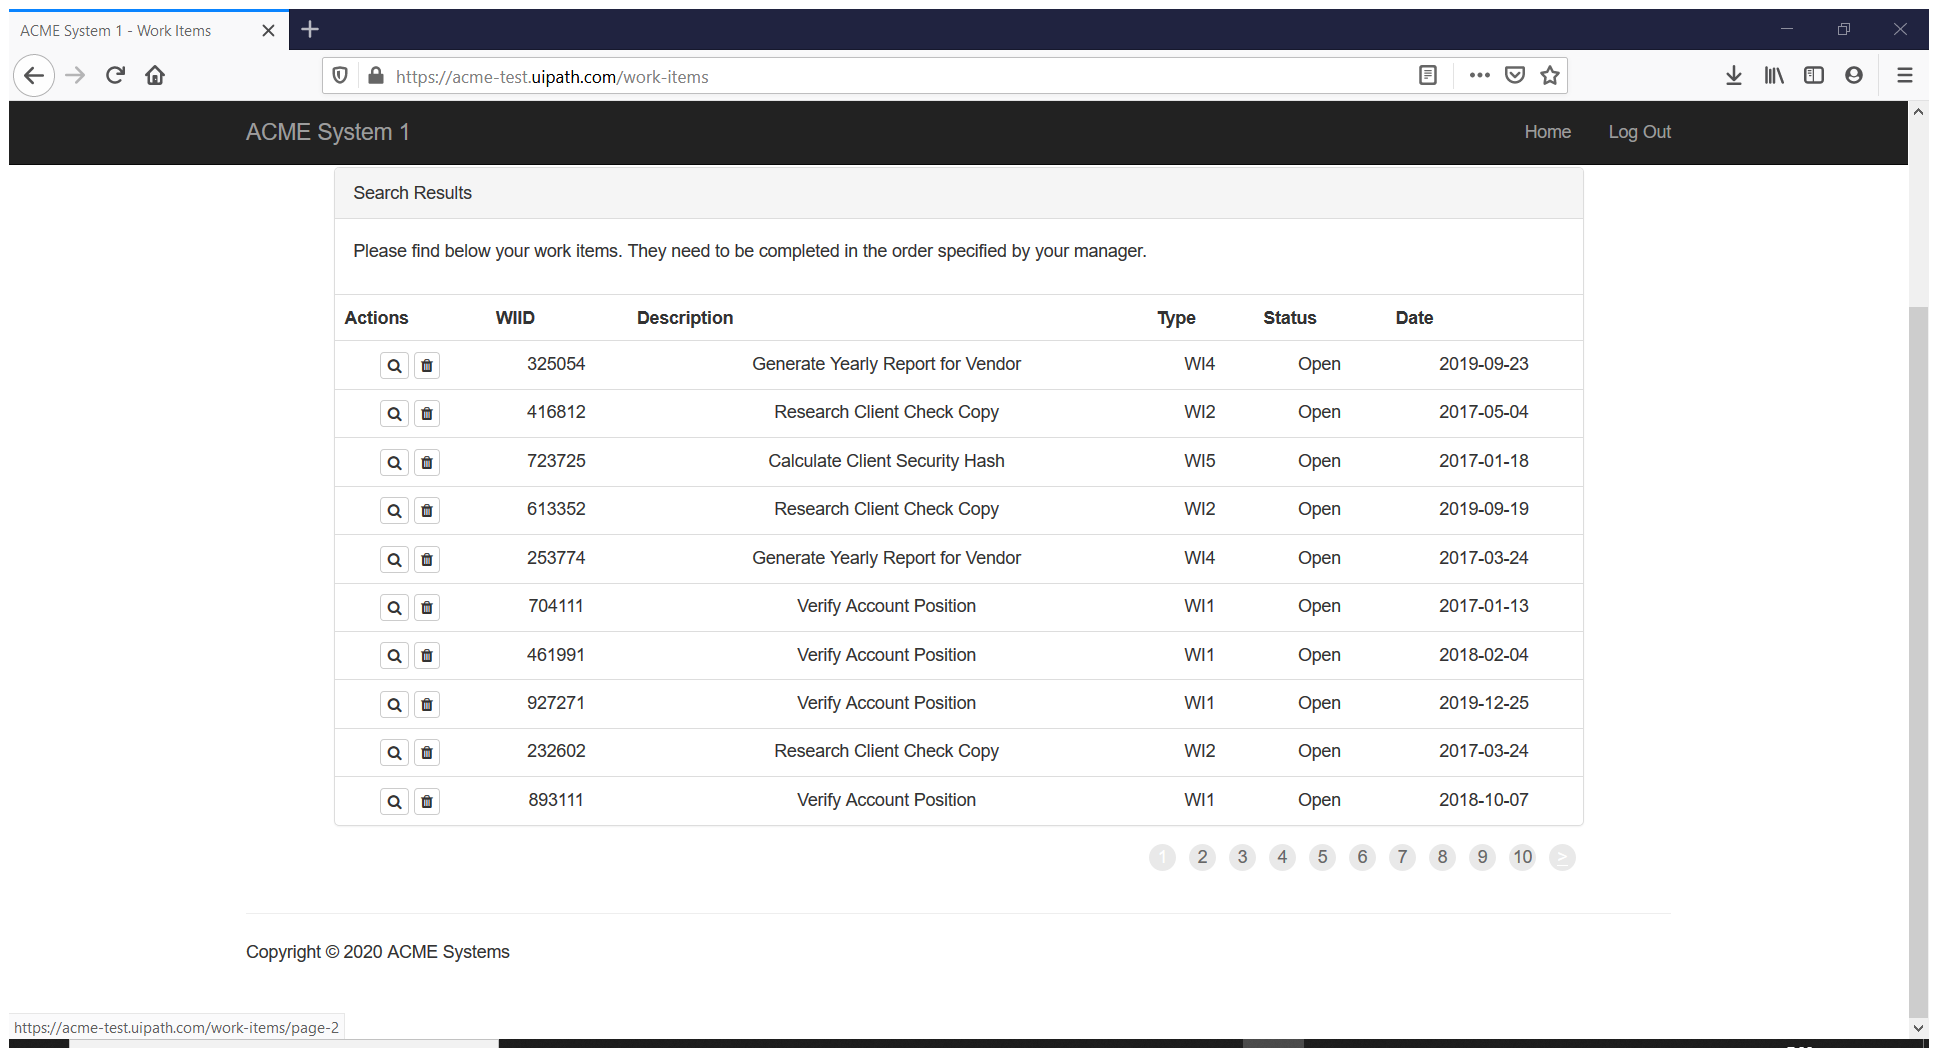 ACME System 1 - Work Items
https://acme-test.uipath.com/work-items
ACME System 1 Home Log Out
Search Results
Please find below your work items. They need to be completed in the order specified by your manager.
Actions WIID Description Type Status Date
325054 Generate Yearly Report for Vendor WI4 Open 2019-09-23
416812 Research Client Check Copy WI2 Open 2017-05-04
723725 Calculate Client Security Hash WI5 Open 2017-01-18
613352 Research Client Check Copy WI2 Open 2019-09-19
253774 Generate Yearly Report for Vendor WI4 Open 2017-03-24
704111 Verify Account Position WI1 Open 2017-01-13
461991 Verify Account Position WI1 Open 2018-02-04
927271 Verify Account Position WI1 Open 2019-12-25
232602 Research Client Check Copy WI2 Open 2017-03-24
893111 Verify Account Position WI1 Open 2018-10-07
1 2 3 4 5 6 7 8 9 10 >
Copyright © 2020 ACME Systems
https://acme-test.uipath.com/work-items/page-2